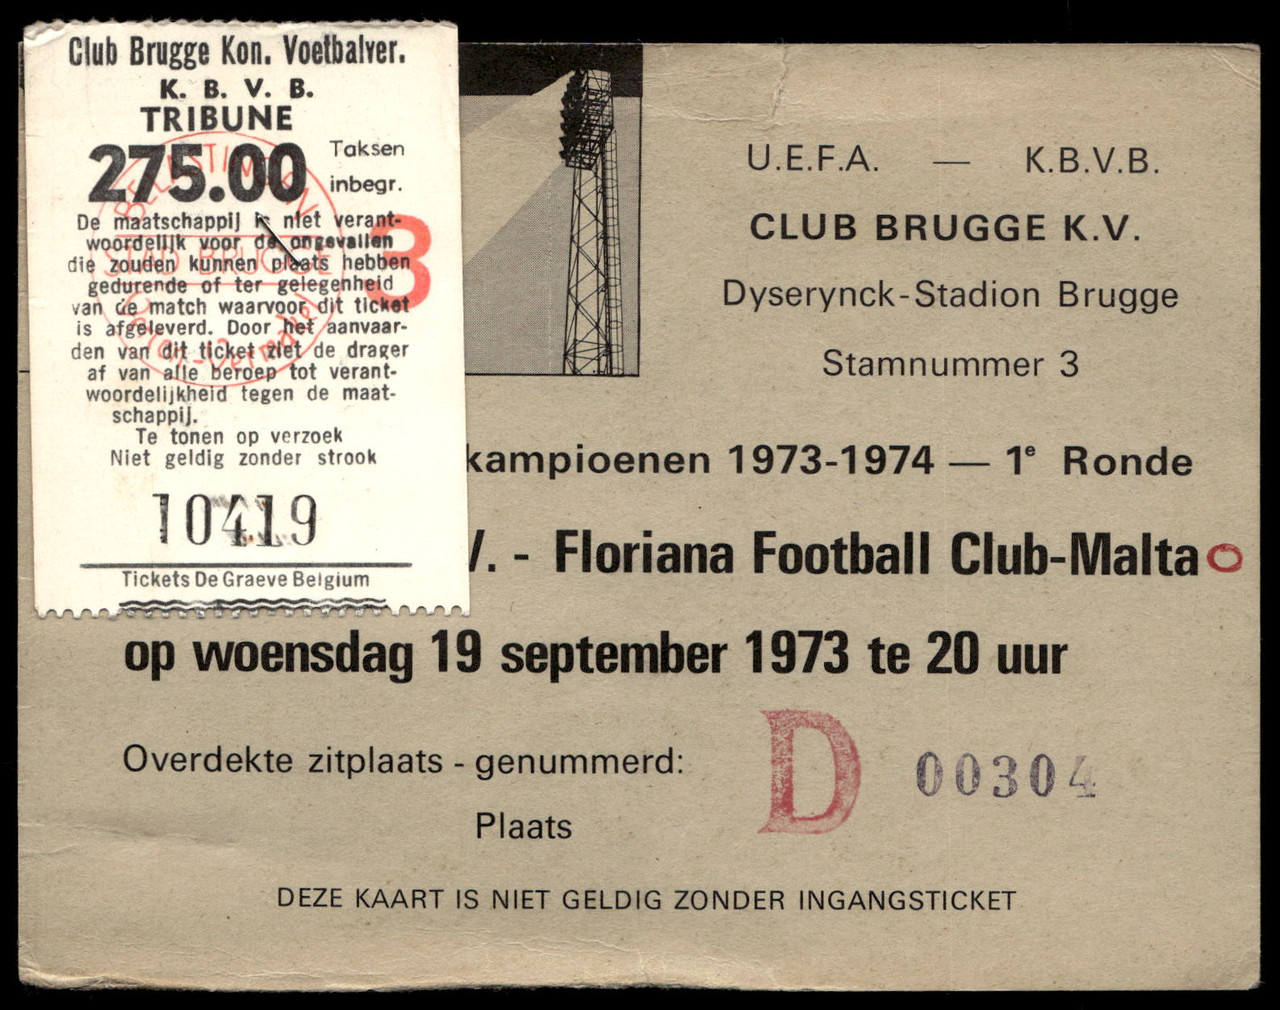 Club Brugge Kon. Voetbalver.
K. B. V. B.
TRIBUNE
275.00 Taksen
inbegr.
De maatschappij is niet verant-
woordelijk voor de ongevallen
die zouden kunnen plaats hebben
gedurende of ter gelegenheid
van de match waarvoor dit ticket
is afgeleverd. Door het aanvaar-
den van dit ticket ziet de drager
af van alle beroep tot verant-
woordelijkheid tegen de maat-
schappij.
Te tonen op verzoek
Niet geldig zonder strook
10419
Tickets De Graeve Belgium
3
STAD BRUGGE
U.E.F.A. — K.B.V.B.
CLUB BRUGGE K.V.
Dyserynck-Stadion Brugge
Stamnummer 3
kampioenen 1973-1974 — 1e Ronde
V. - Floriana Football Club-Malta
op woensdag 19 september 1973 te 20 uur
Overdekte zitplaats - genummerd: D 00304
Plaats
DEZE KAART IS NIET GELDIG ZONDER INGANGSTICKET